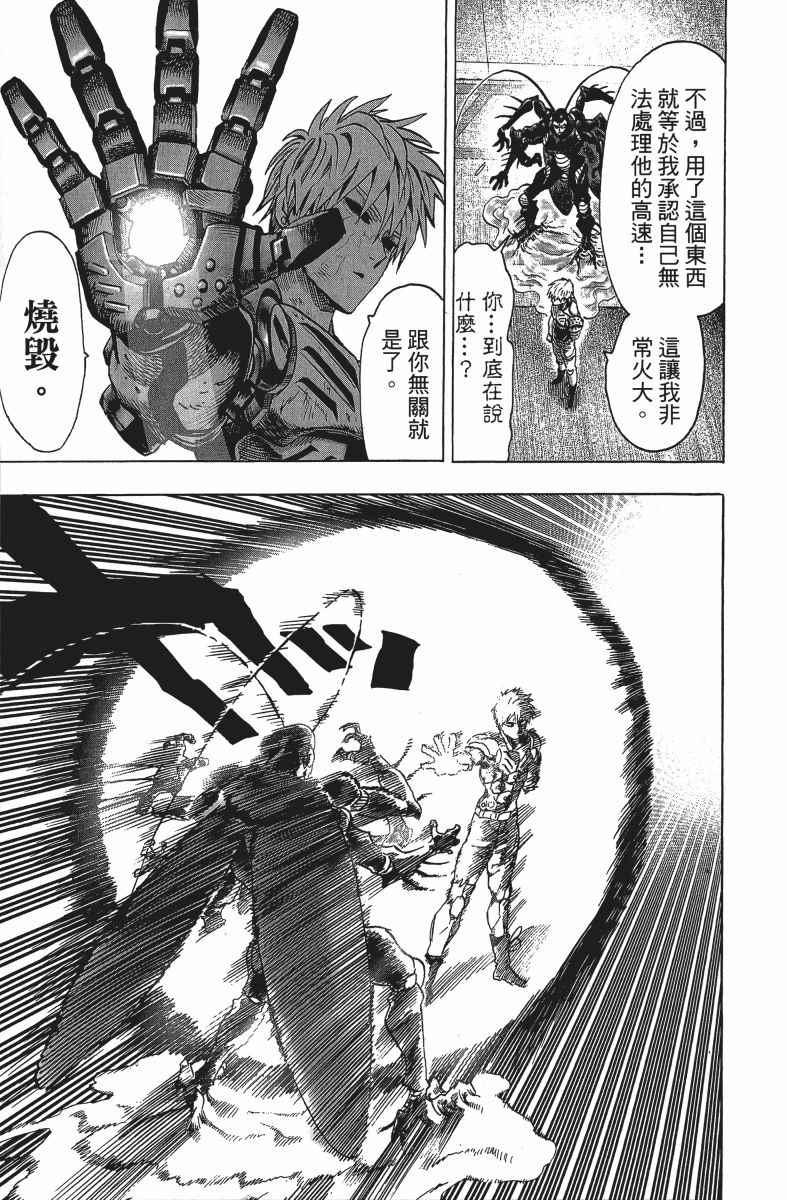 不過，用了這個東西
就等於我承認自己無
法處理他的高速…
這讓我非
常火大。
你…到底在說
什麼…？
跟你無關就
是了。
燒毀。